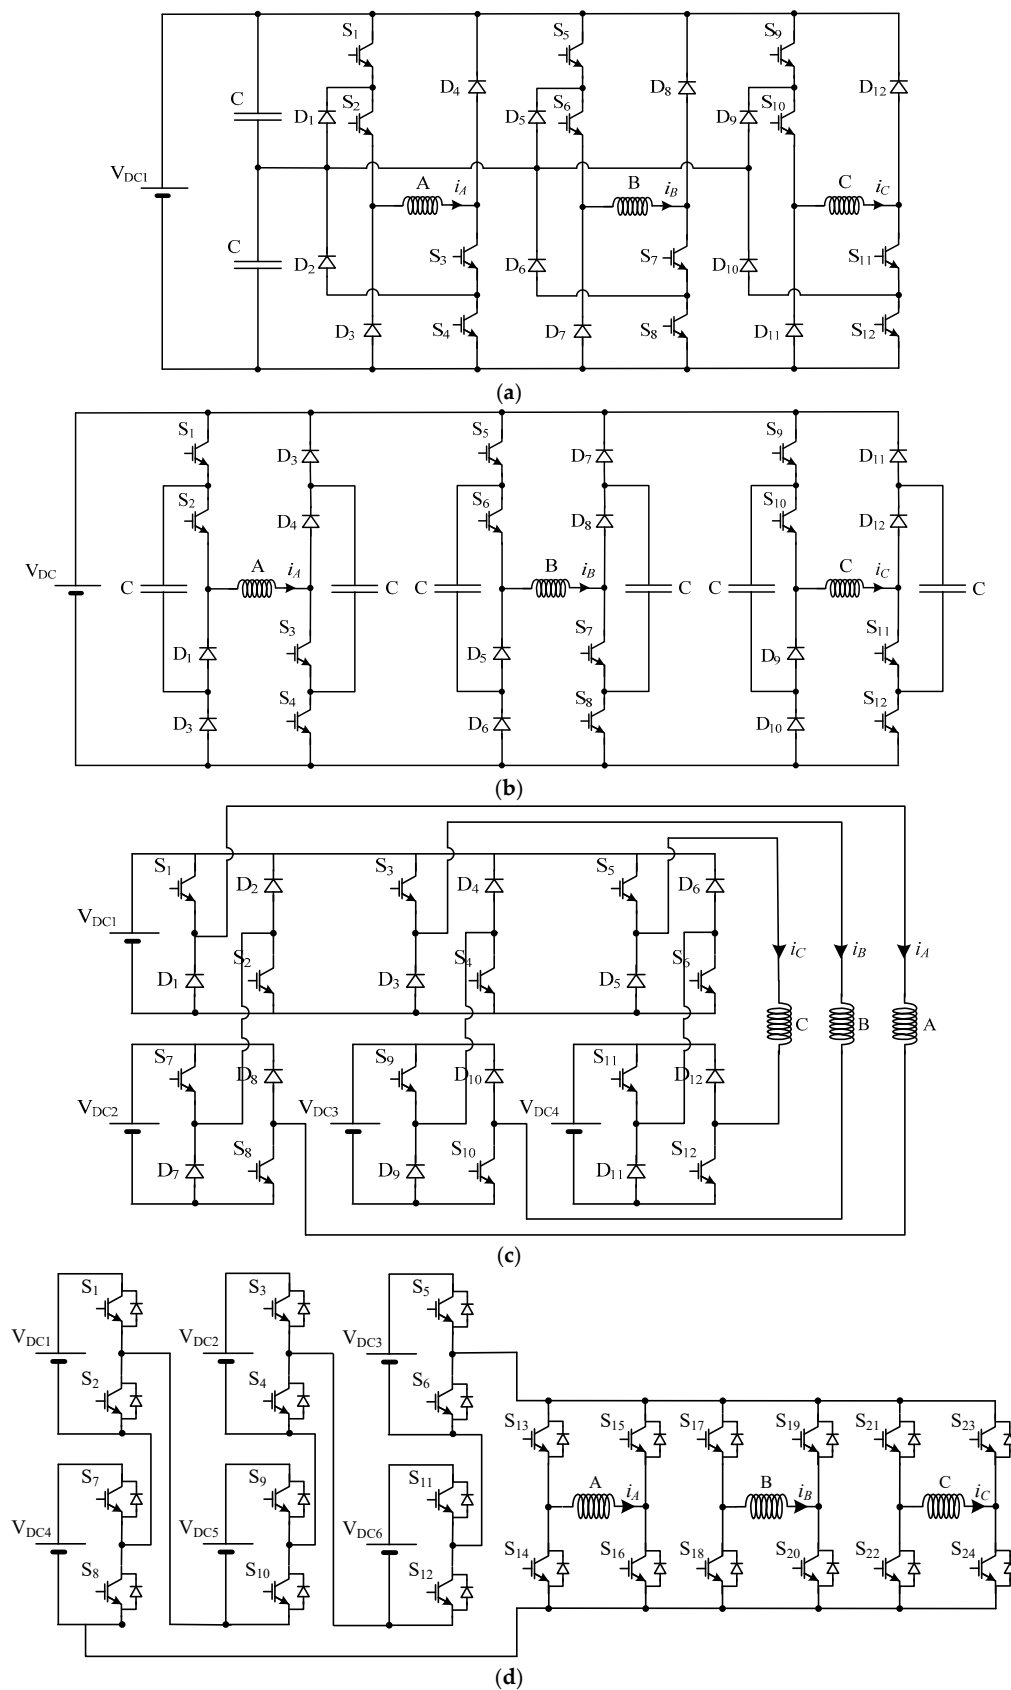 S1 S5 S9
D4 D8 D12
C D1 S2 D5 S6 D9 S10
VDC1
A iA B iB C iC
C D2 S3 D6 S7 D10 S11
D3 S4 D7 S8 D11 S12
(a)
S1 S5 S9
D3 D7 D11
S2 S6 S10
D4 D8 D12
VDC A iA B iB C iC
C C C C C C
S3 S7 S11
D1 D5 D9
S4 S8 S12
D3 D6 D10
(b)
S1 D2 S3 D4 S5 D6
VDC1
S2 S4 S6 iC iB iA
D1 D3 D5
C B A
S7 D8 S9 D10 S11 D12
VDC2 VDC3 VDC4
D7 S8 D9 S10 D11 S12
(c)
S1 S3 S5
VDC1 VDC2 VDC3
S2 S4 S6
S13 S15 S17 S19 S21 S23
S7 S9 S11
A iA B iB C iC
VDC4 VDC5 VDC6
S14 S16 S18 S20 S22 S24
S8 S10 S12
(d)